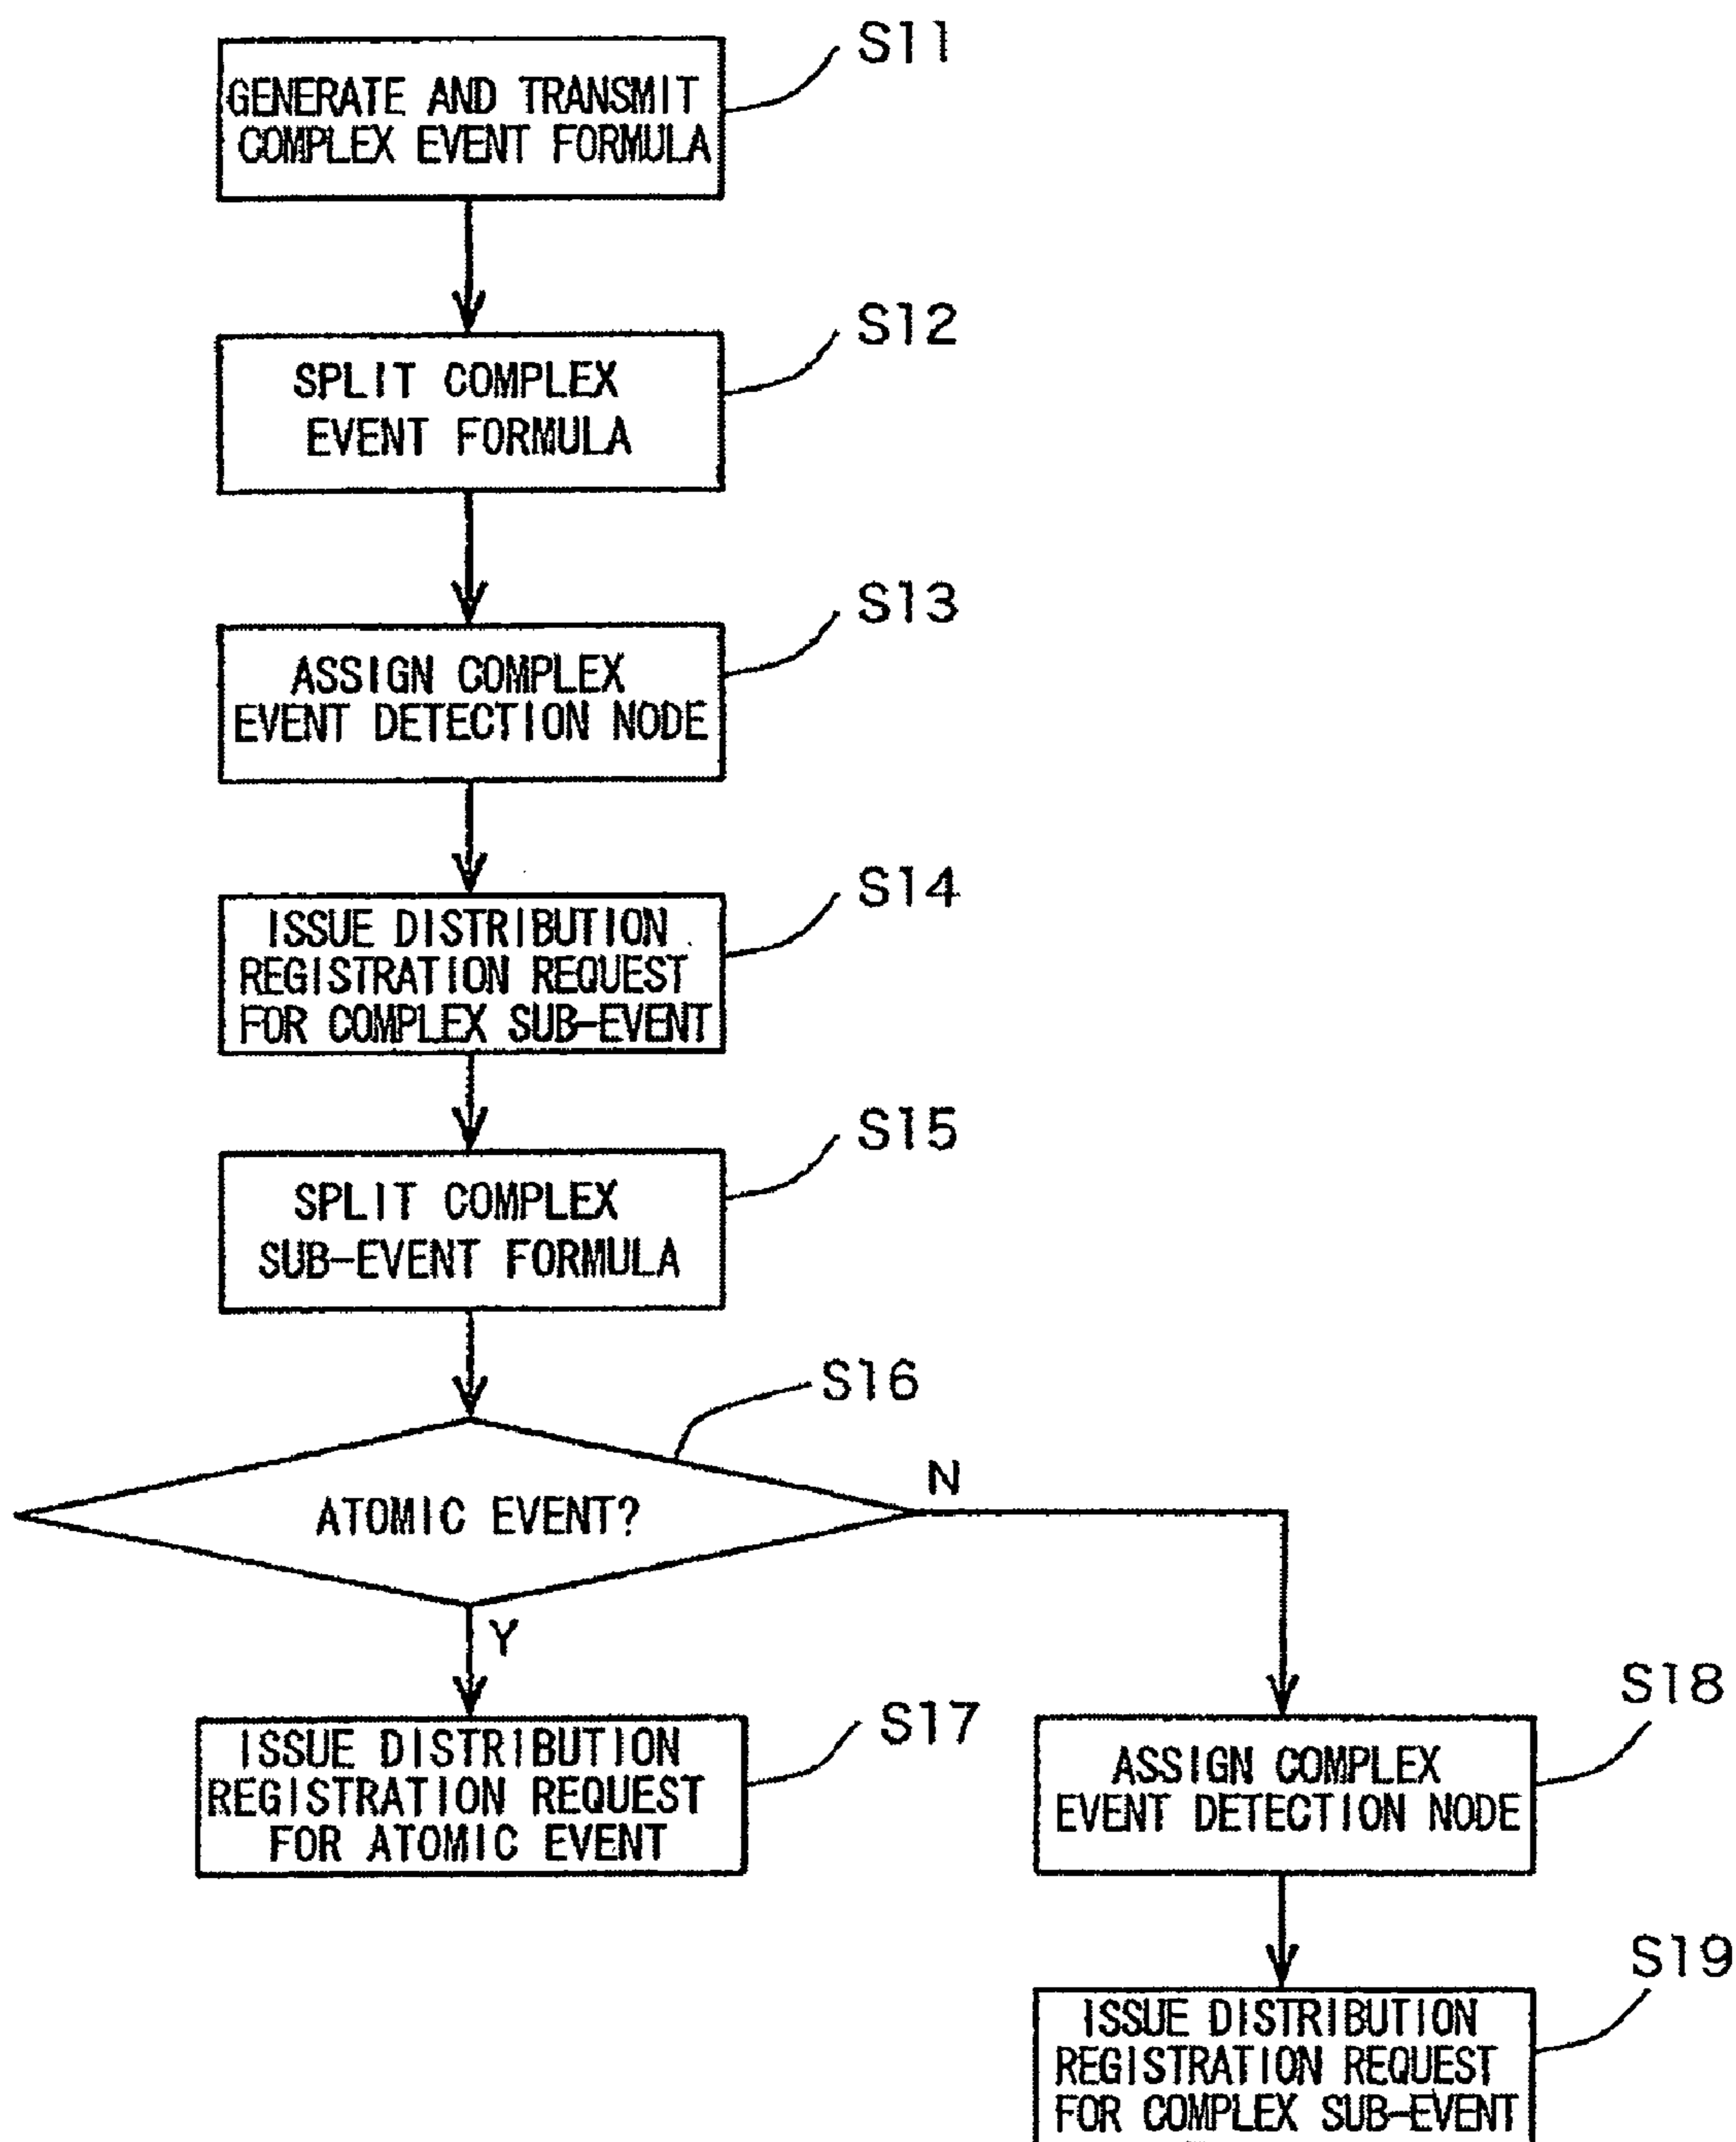 S11
GENERATE AND TRANSMIT
COMPLEX EVENT FORMULA
S12
SPLIT COMPLEX
EVENT FORMULA
S13
ASSIGN COMPLEX
EVENT DETECTION NODE
S14
ISSUE DISTRIBUTION
REGISTRATION REQUEST
FOR COMPLEX SUB-EVENT
S15
SPLIT COMPLEX
SUB-EVENT FORMULA
S16
ATOMIC EVENT?
N
Y
S17
ISSUE DISTRIBUTION
REGISTRATION REQUEST
FOR ATOMIC EVENT
S18
ASSIGN COMPLEX
EVENT DETECTION NODE
S19
ISSUE DISTRIBUTION
REGISTRATION REQUEST
FOR COMPLEX SUB-EVENT